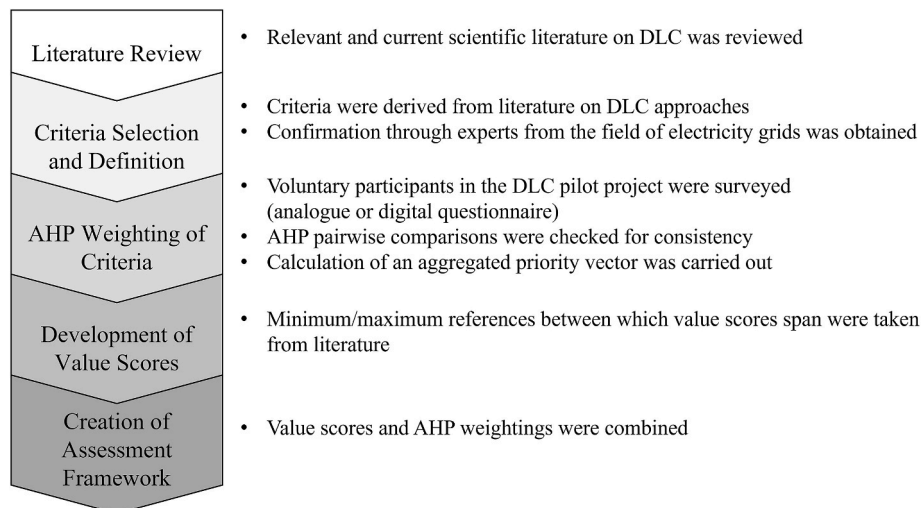 Literature Review
• Relevant and current scientific literature on DLC was reviewed
Criteria Selection
and Definition
• Criteria were derived from literature on DLC approaches
• Confirmation through experts from the field of electricity grids was obtained
AHP Weighting of
Criteria
• Voluntary participants in the DLC pilot project were surveyed
(analogue or digital questionnaire)
• AHP pairwise comparisons were checked for consistency
• Calculation of an aggregated priority vector was carried out
Development of
Value Scores
• Minimum/maximum references between which value scores span were taken
from literature
Creation of
Assessment
Framework
• Value scores and AHP weightings were combined